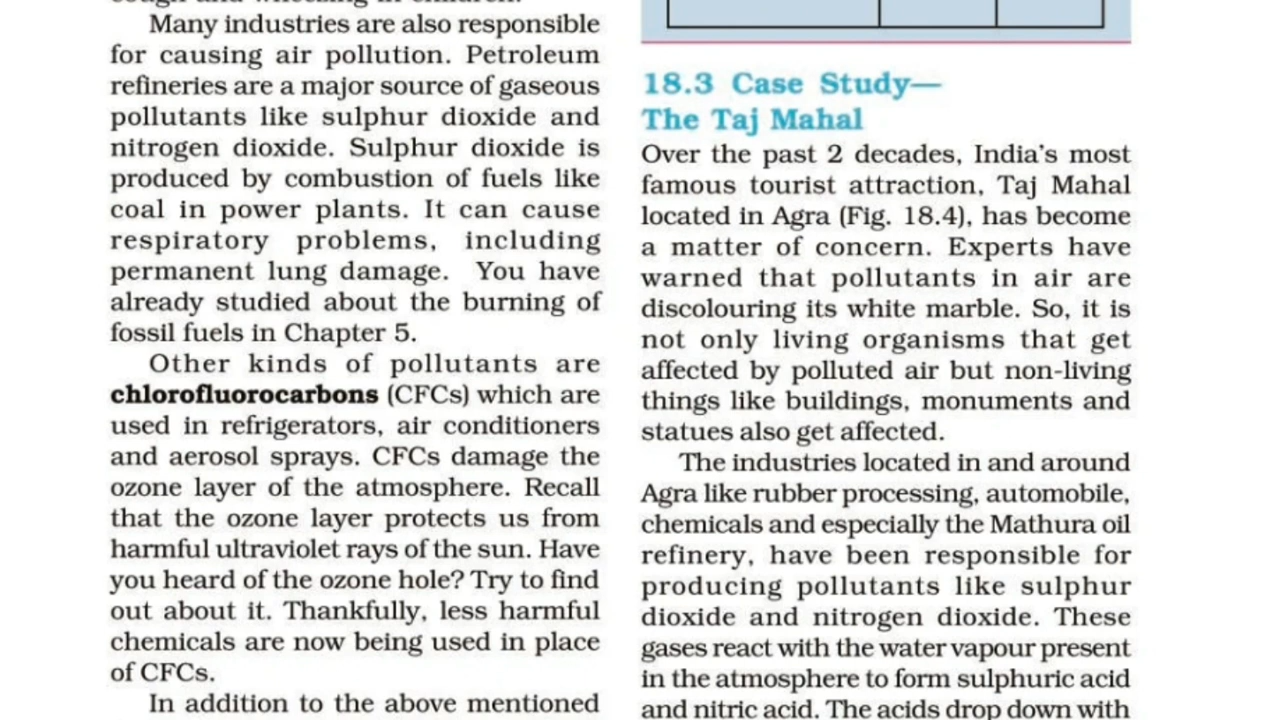 Many industries are also responsible
for causing air pollution. Petroleum
refineries are a major source of gaseous
pollutants like sulphur dioxide and
nitrogen dioxide. Sulphur dioxide is
produced by combustion of fuels like
coal in power plants. It can cause
respiratory problems, including
permanent lung damage. You have
already studied about the burning of
fossil fuels in Chapter 5.
Other kinds of pollutants are
chlorofluorocarbons (CFCs) which are
used in refrigerators, air conditioners
and aerosol sprays. CFCs damage the
ozone layer of the atmosphere. Recall
that the ozone layer protects us from
harmful ultraviolet rays of the sun. Have
you heard of the ozone hole? Try to find
out about it. Thankfully, less harmful
chemicals are now being used in place
of CFCs.
In addition to the above mentioned
18.3 Case Study—
The Taj Mahal
Over the past 2 decades, India's most
famous tourist attraction, Taj Mahal
located in Agra (Fig. 18.4), has become
a matter of concern. Experts have
warned that pollutants in air are
discolouring its white marble. So, it is
not only living organisms that get
affected by polluted air but non-living
things like buildings, monuments and
statues also get affected.
The industries located in and around
Agra like rubber processing, automobile,
chemicals and especially the Mathura oil
refinery, have been responsible for
producing pollutants like sulphur
dioxide and nitrogen dioxide. These
gases react with the water vapour present
in the atmosphere to form sulphuric acid
and nitric acid. The acids drop down with